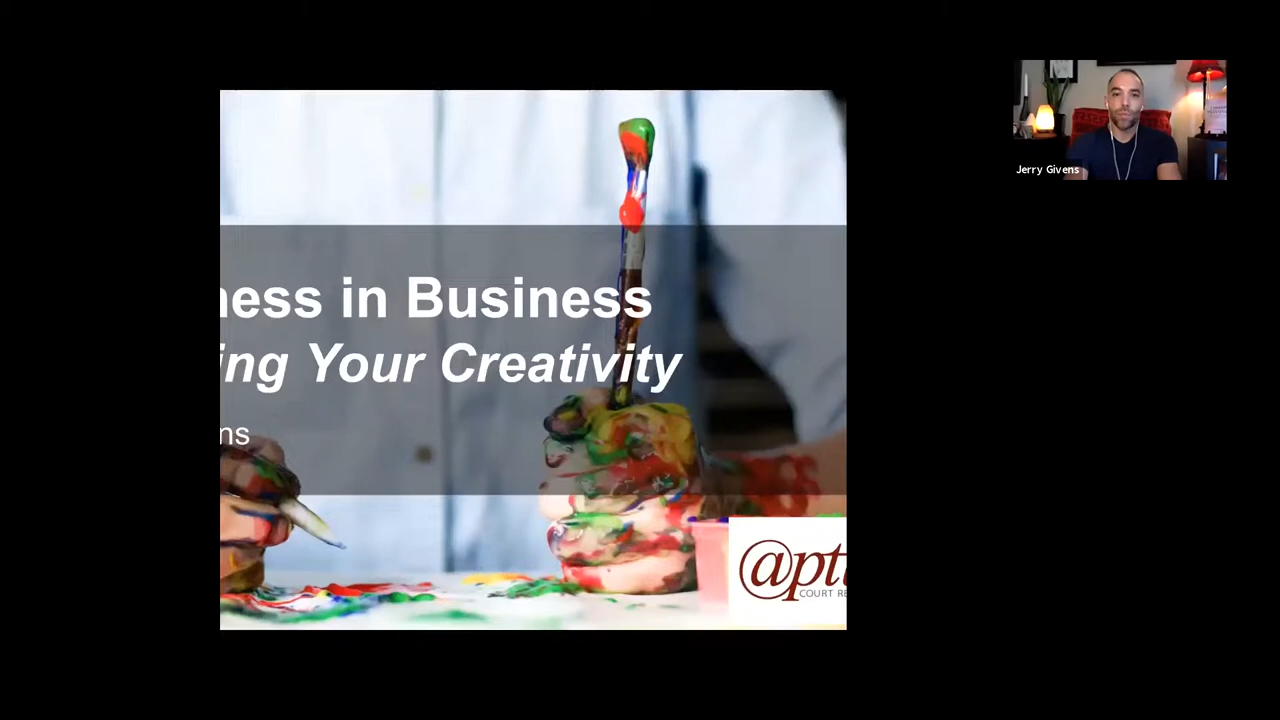 ness in Business
ing Your Creativity
ns
@pt
COURT RE
Jerry Givens